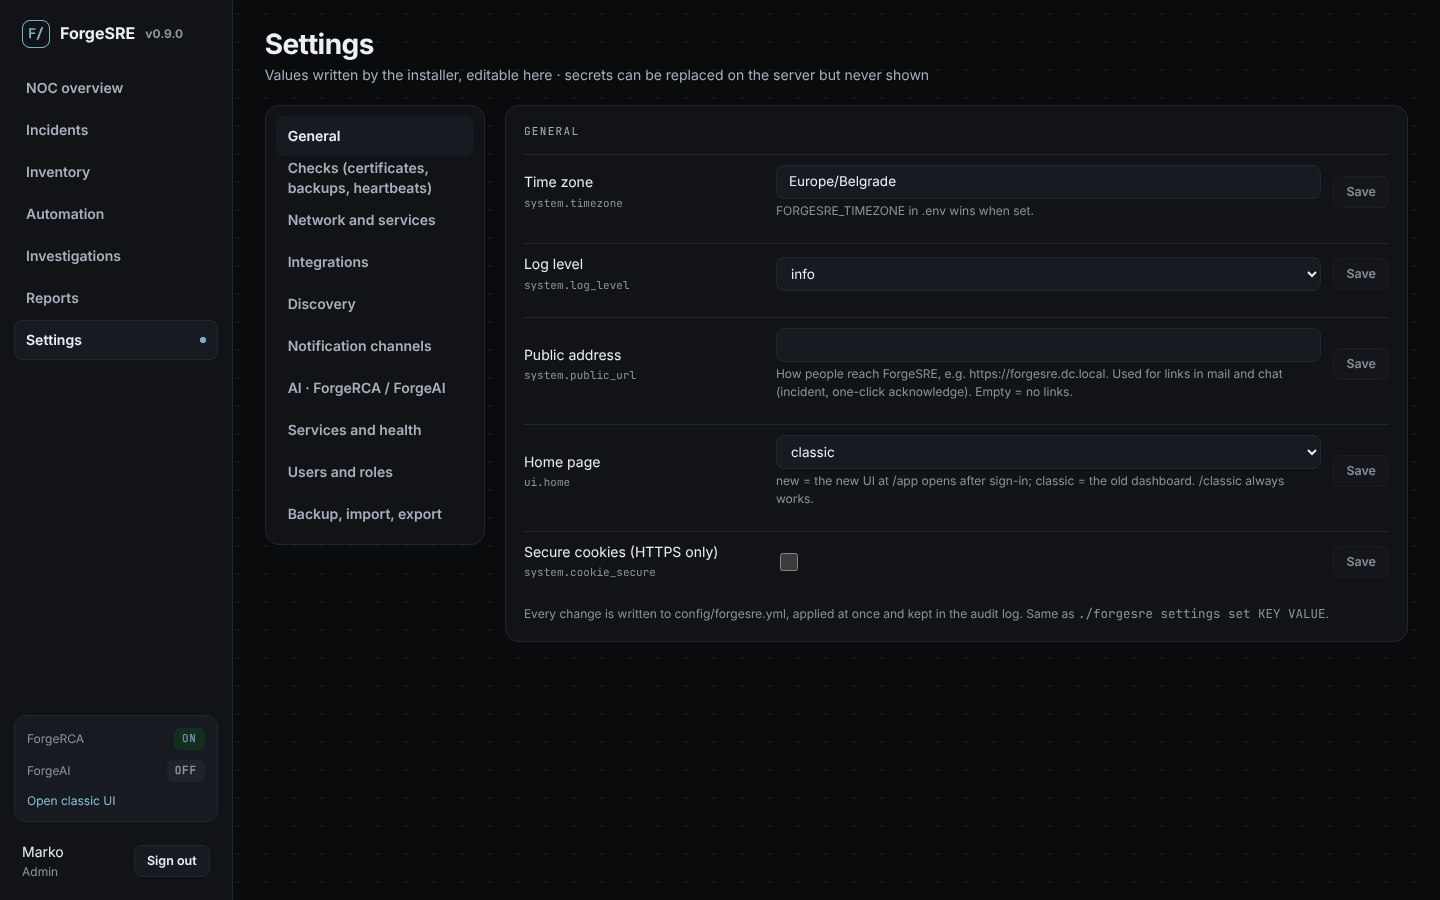 F/ ForgeSRE v0.9.0
NOC overview
Incidents
Inventory
Automation
Investigations
Reports
Settings
ForgeRCA ON
ForgeAI OFF
Open classic UI
Marko
Admin
Sign out
Settings
Values written by the installer, editable here · secrets can be replaced on the server but never shown
General
Checks (certificates,
backups, heartbeats)
Network and services
Integrations
Discovery
Notification channels
AI · ForgeRCA / ForgeAI
Services and health
Users and roles
Backup, import, export
GENERAL
Time zone
system.timezone
Europe/Belgrade
FORGESRE_TIMEZONE in .env wins when set.
Save
Log level
system.log_level
info
Save
Public address
system.public_url
How people reach ForgeSRE, e.g. https://forgesre.dc.local. Used for links in mail and chat
(incident, one-click acknowledge). Empty = no links.
Save
Home page
ui.home
classic
new = the new UI at /app opens after sign-in; classic = the old dashboard. /classic always
works.
Save
Secure cookies (HTTPS only)
system.cookie_secure
Save
Every change is written to config/forgesre.yml, applied at once and kept in the audit log. Same as ./forgesre settings set KEY VALUE.